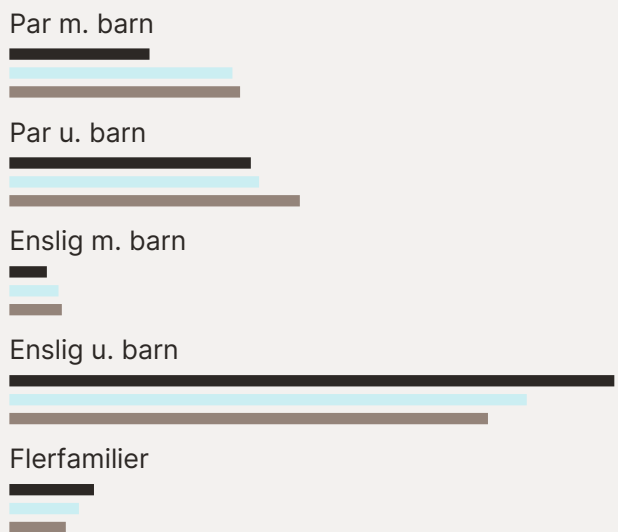 Par m. barn
Par u. barn
Enslig m. barn
Enslig u. barn
Flerfamilier